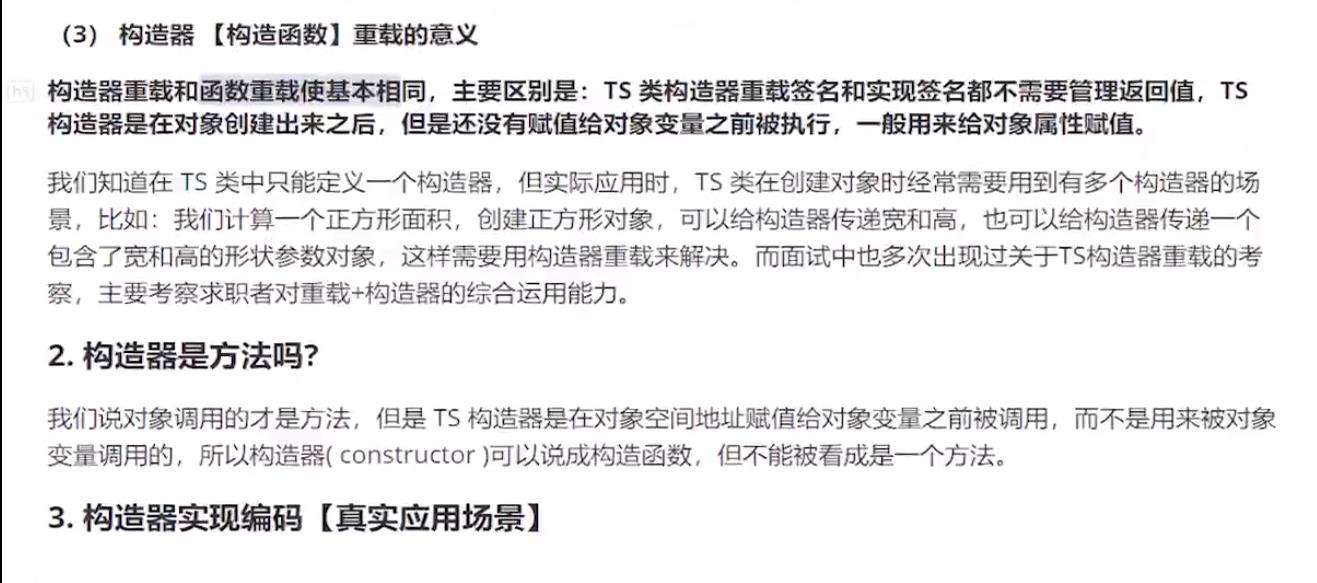 （3） 构造器 【构造函数】重载的意义
构造器重载和函数重载使基本相同，主要区别是：TS 类构造器重载签名和实现签名都不需要管理返回值，TS
构造器是在对象创建出来之后，但是还没有赋值给对象变量之前被执行，一般用来给对象属性赋值。
我们知道在 TS 类中只能定义一个构造器，但实际应用时，TS 类在创建对象时经常需要用到有多个构造器的场
景，比如：我们计算一个正方形面积，创建正方形对象，可以给构造器传递宽和高，也可以给构造器传递一个
包含了宽和高的形状参数对象，这样需要用构造器重载来解决。而面试中也多次出现过关于TS构造器重载的考
察，主要考察求职者对重载+构造器的综合运用能力。
2. 构造器是方法吗?
我们说对象调用的才是方法，但是 TS 构造器是在对象空间地址赋值给对象变量之前被调用，而不是用来被对象
变量调用的，所以构造器( constructor )可以说成构造函数，但不能被看成是一个方法。
3. 构造器实现编码【真实应用场景】